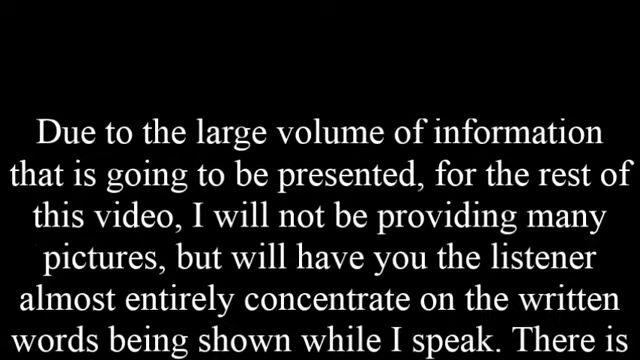 Due to the large volume of information
that is going to be presented, for the rest of
this video, I will not be providing many
pictures, but will have you the listener
almost entirely concentrate on the written
words being shown while I speak. There is